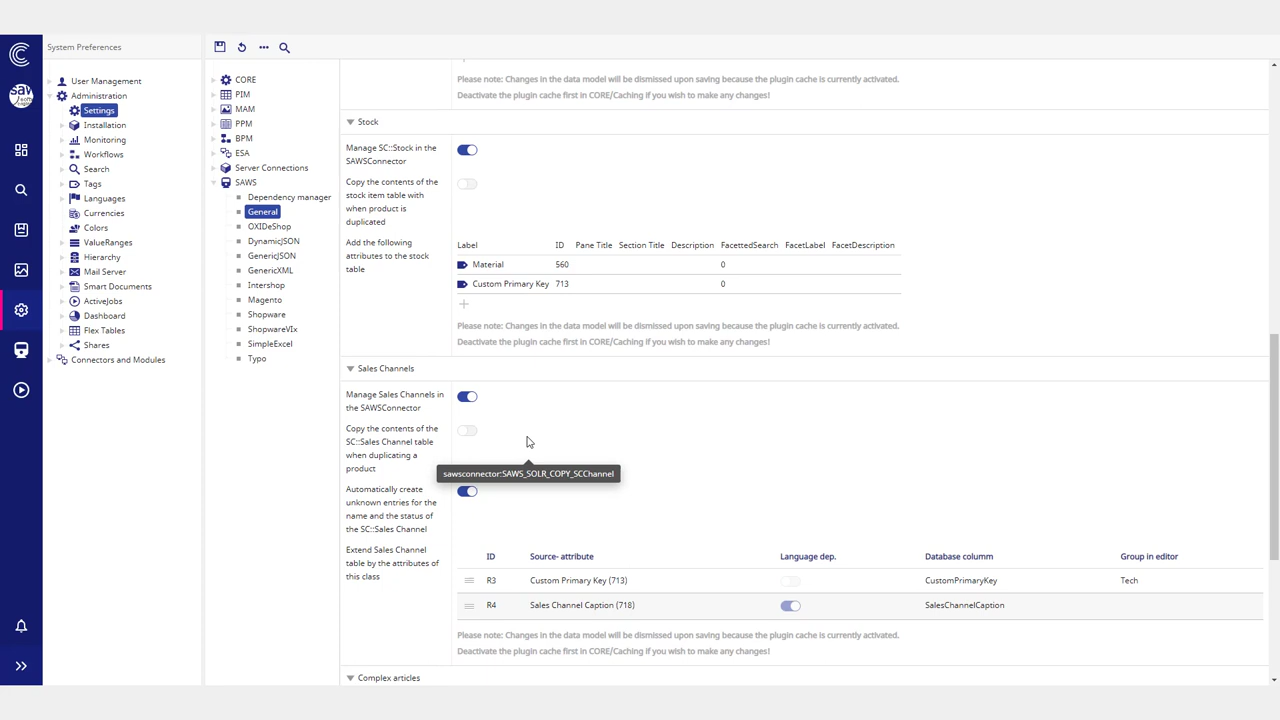 System Preferences
User Management
Administration
Settings
Installation
Monitoring
Workflows
Search
Tags
Languages
Currencies
Colors
ValueRanges
Hierarchy
Mail Server
Smart Documents
ActiveJobs
Dashboard
Flex Tables
Shares
Connectors and Modules
CORE
PIM
MAM
PPM
BPM
ESA
Server Connections
SAWS
Dependency manager
General
OXIDeShop
DynamicJSON
GenericJSON
GenericXML
Intershop
Magento
Shopware
ShopwareVIx
SimpleExcel
Typo
Please note: Changes in the data model will be dismissed upon saving because the plugin cache is currently activated.
Deactivate the plugin cache first in CORE/Caching if you wish to make any changes!
Stock
Manage SC::Stock in the
SAWSConnector
Copy the contents of the
stock item table with
when product is
duplicated
Add the following
attributes to the stock
table
Label ID Pane Title Section Title Description FacettedSearch FacetLabel FacetDescription
Material 560 0
Custom Primary Key 713 0
Please note: Changes in the data model will be dismissed upon saving because the plugin cache is currently activated.
Deactivate the plugin cache first in CORE/Caching if you wish to make any changes!
Sales Channels
Manage Sales Channels in
the SAWSConnector
Copy the contents of the
SC::Sales Channel table
when duplicating a
product
sawsconnector:SAWS_SOLR_COPY_SCChannel
Automatically create
unknown entries for the
name and the status of
the SC::Sales Channel
Extend Sales Channel
table by the attributes of
this class
ID Source- attribute Language dep. Database columm Group in editor
R3 Custom Primary Key (713) CustomPrimaryKey Tech
R4 Sales Channel Caption (718) SalesChannelCaption
Please note: Changes in the data model will be dismissed upon saving because the plugin cache is currently activated.
Deactivate the plugin cache first in CORE/Caching if you wish to make any changes!
Complex articles